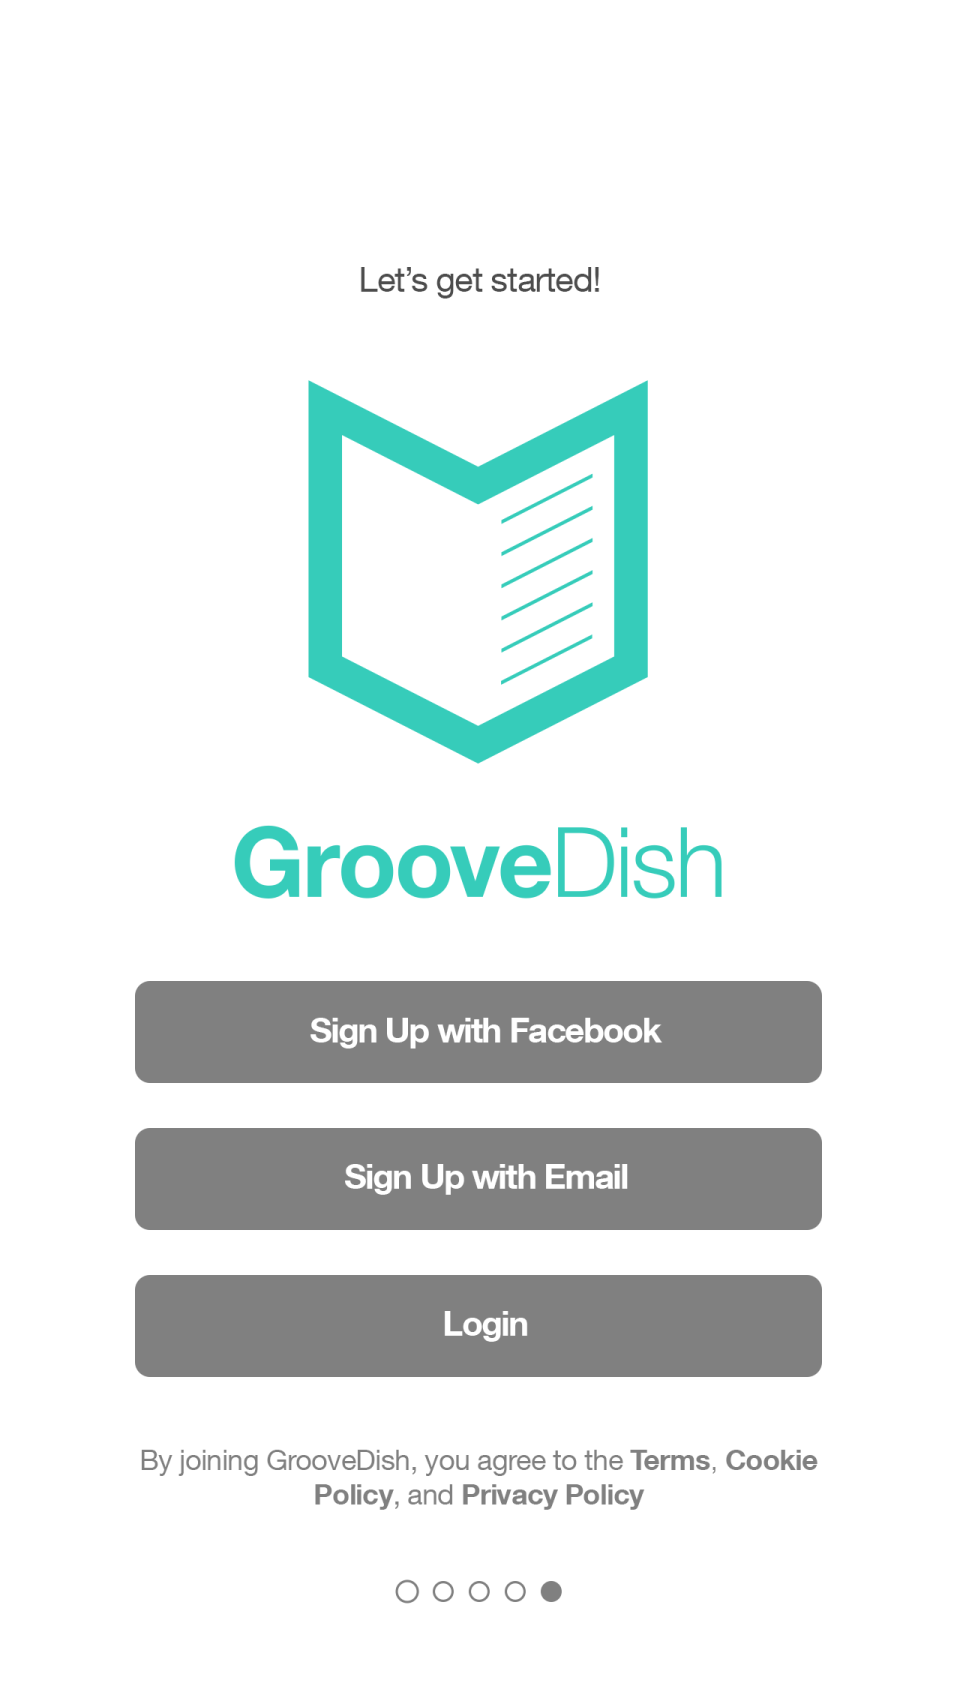 Let’s get started!
GrooveDish
Sign Up with Facebook
Sign Up with Email
Login
By joining GrooveDish, you agree to the Terms, Cookie
Policy, and Privacy Policy